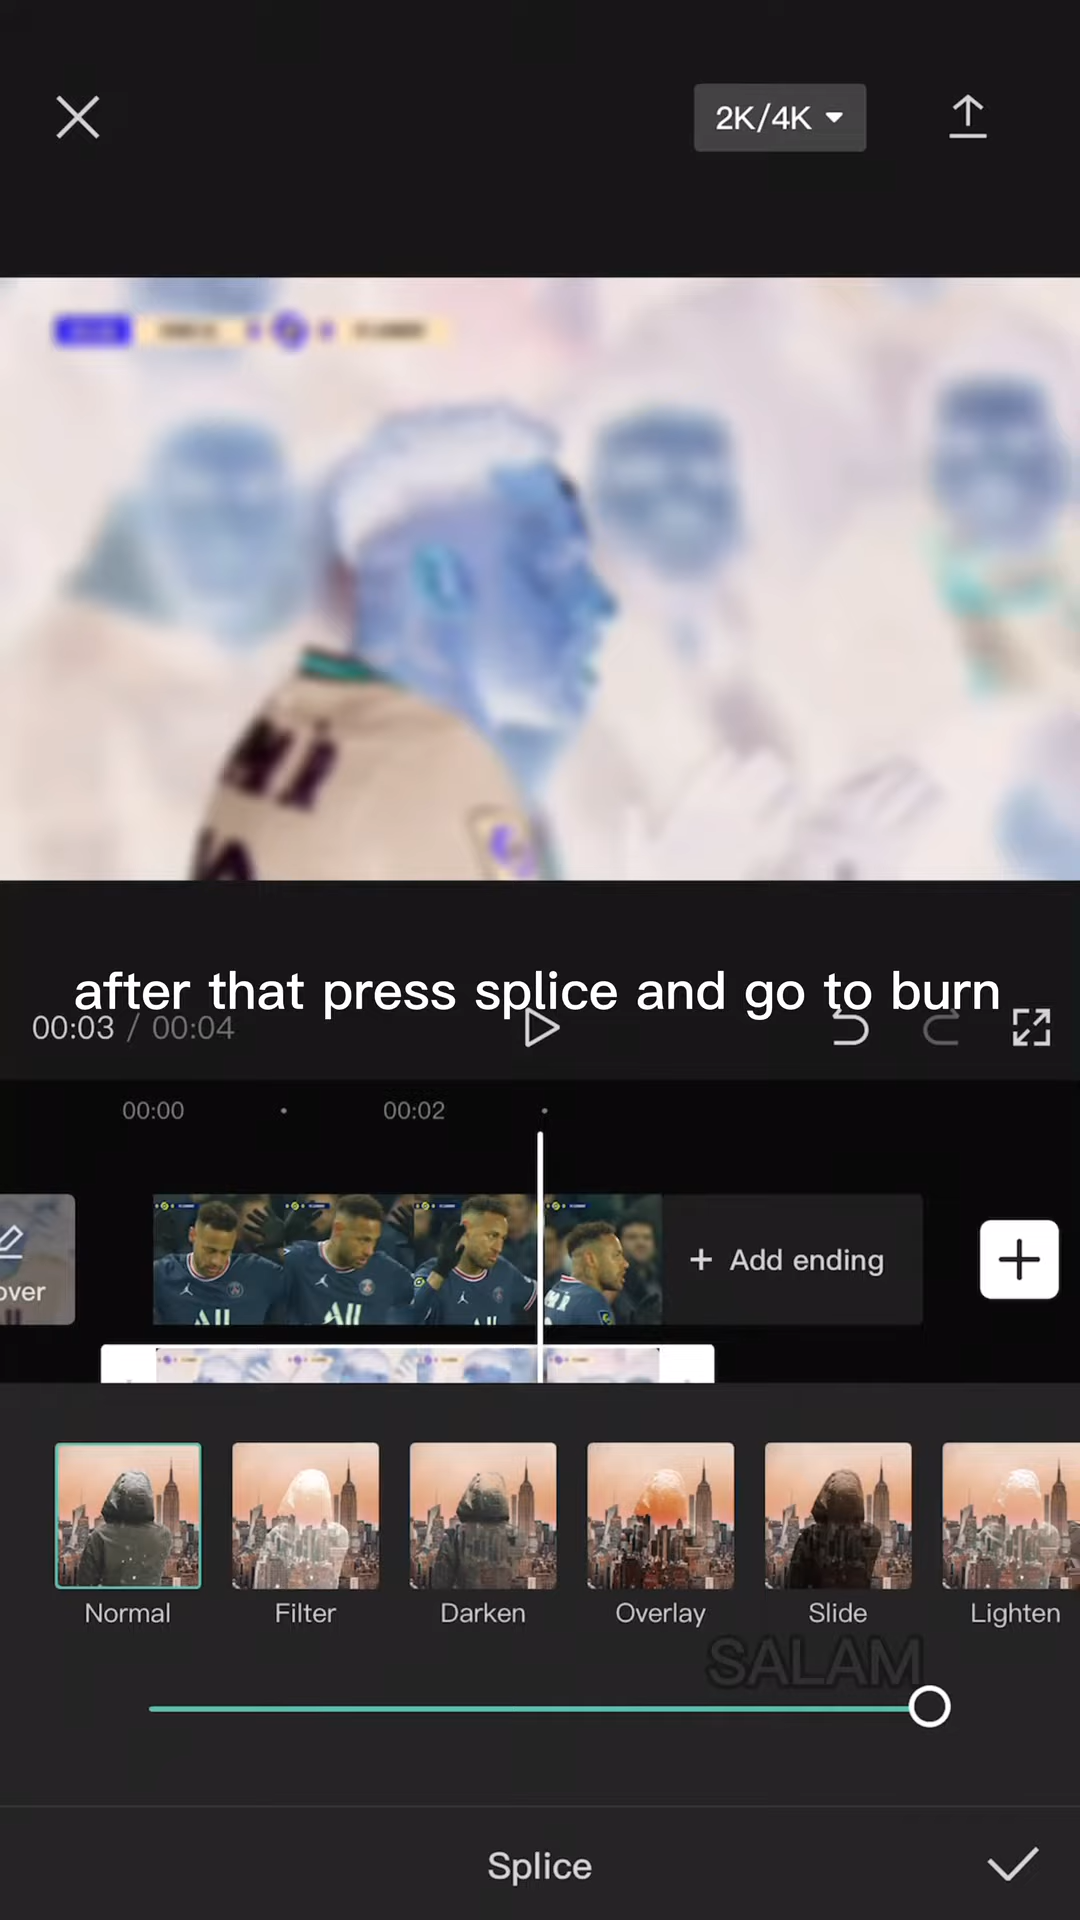 2K/4K
after that press splice and go to burn
00:03 / 00:04
00:00
00:02
over
+ Add ending
Normal
Filter
Darken
Overlay
Slide
Lighten
SALAM
Splice